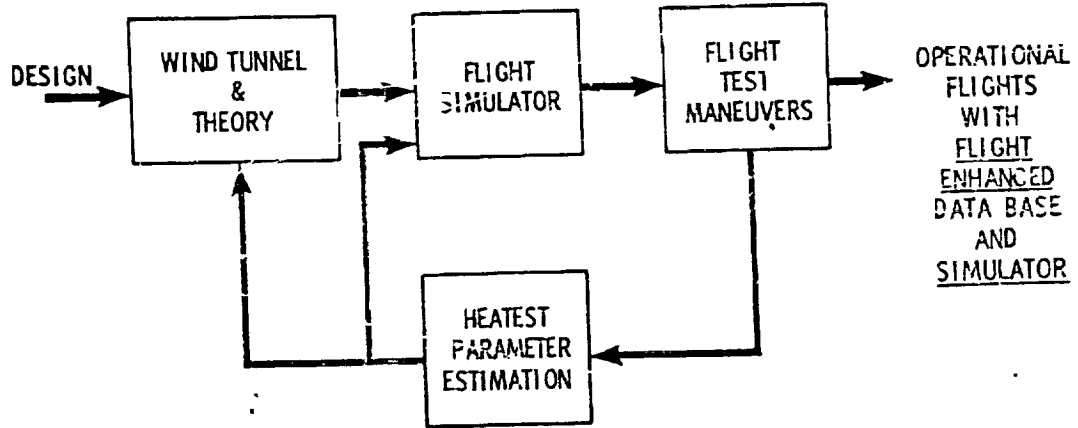 DESIGN
WIND TUNNEL
&
THEORY
FLIGHT
SIMULATOR
FLIGHT
TEST
MANEUVERS
OPERATIONAL
FLIGHTS
WITH
FLIGHT
ENHANCED
DATA BASE
AND
SIMULATOR
HEATEST
PARAMETER
ESTIMATION